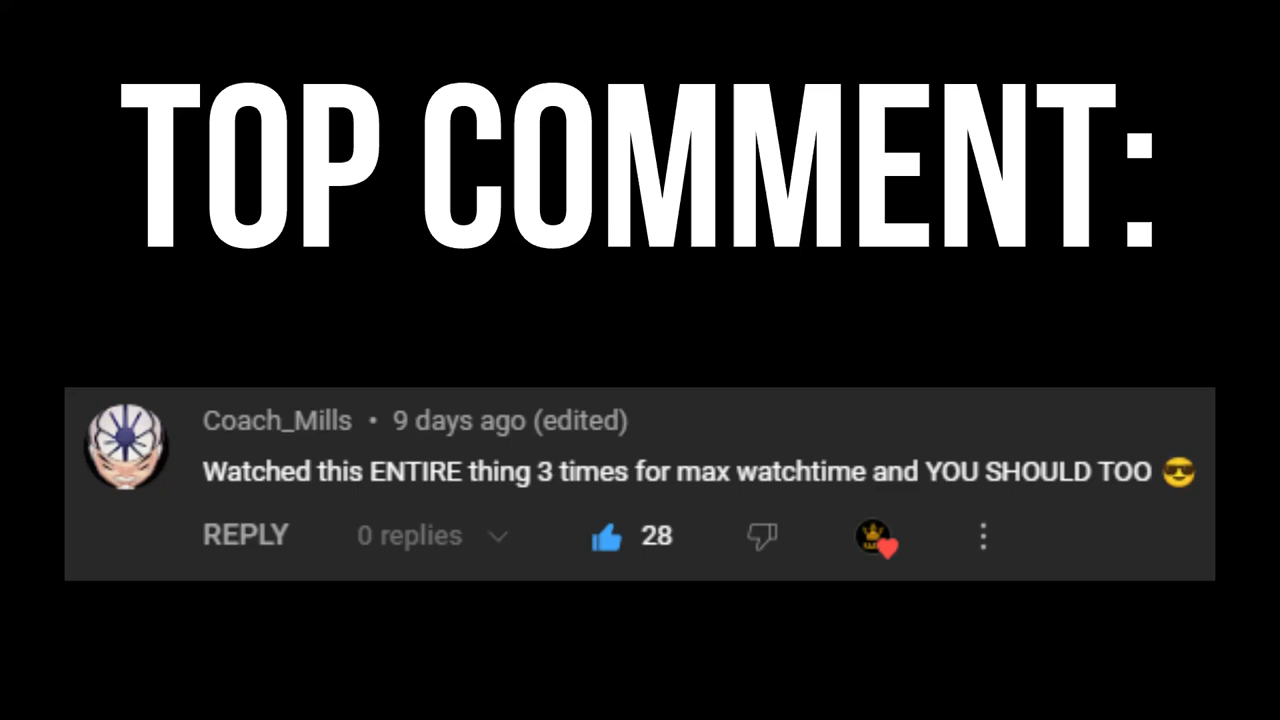 TOP COMMENT:
Coach_Mills • 9 days ago (edited)
Watched this ENTIRE thing 3 times for max watchtime and YOU SHOULD TOO 😎
REPLY 0 replies 28